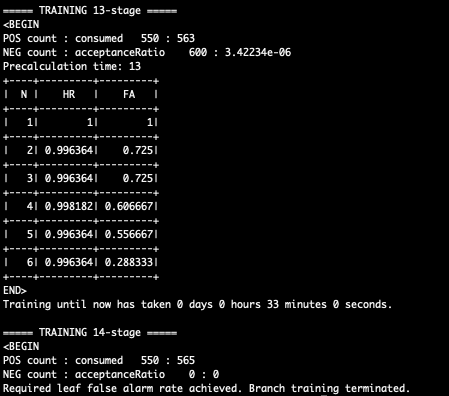 ===== TRAINING 13-stage =====
<BEGIN
POS count : consumed   550 : 563
NEG count : acceptanceRatio    600 : 3.42234e-06
Precalculation time: 13
+----+---------+---------+
|  N |    HR   |    FA   |
+----+---------+---------+
|   1|        1|        1|
+----+---------+---------+
|   2| 0.996364|    0.725|
+----+---------+---------+
|   3| 0.996364|    0.725|
+----+---------+---------+
|   4| 0.998182| 0.606667|
+----+---------+---------+
|   5| 0.996364| 0.556667|
+----+---------+---------+
|   6| 0.996364| 0.288333|
+----+---------+---------+
END>
Training until now has taken 0 days 0 hours 33 minutes 0 seconds.

===== TRAINING 14-stage =====
<BEGIN
POS count : consumed   550 : 565
NEG count : acceptanceRatio    0 : 0
Required leaf false alarm rate achieved. Branch training terminated.